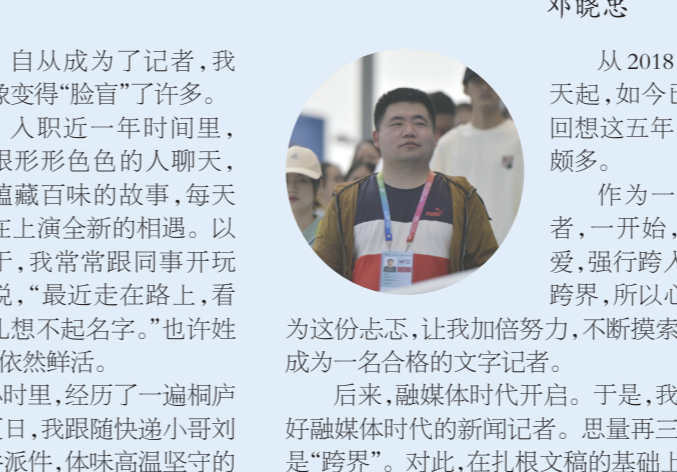 邓晓忠
自从成为了记者,我
变得“脸盲”了许多。
入职近一年时间里,
形形色色的人聊天,
蕴藏百味的故事,每天
在上演全新的相遇。以
于,我常常跟同事开玩
说,“最近走在路上,看
想不起名字。”也许姓
依然鲜活。
小时里,经历了一遍桐庐
夏日,我跟随快递小哥刘
派件,体味高温坚守的
从2018
天起,如今已
回想这五年
颇多。
作为一
者,一开始,
爱,强行跨入
跨界,所以心
为这份忐忑,让我加倍努力,不断摸索
成为一名合格的文字记者。
后来,融媒体时代开启。于是,我
好融媒体时代的新闻记者。思量再三
是“跨界”。对此,在扎根文稿的基础上